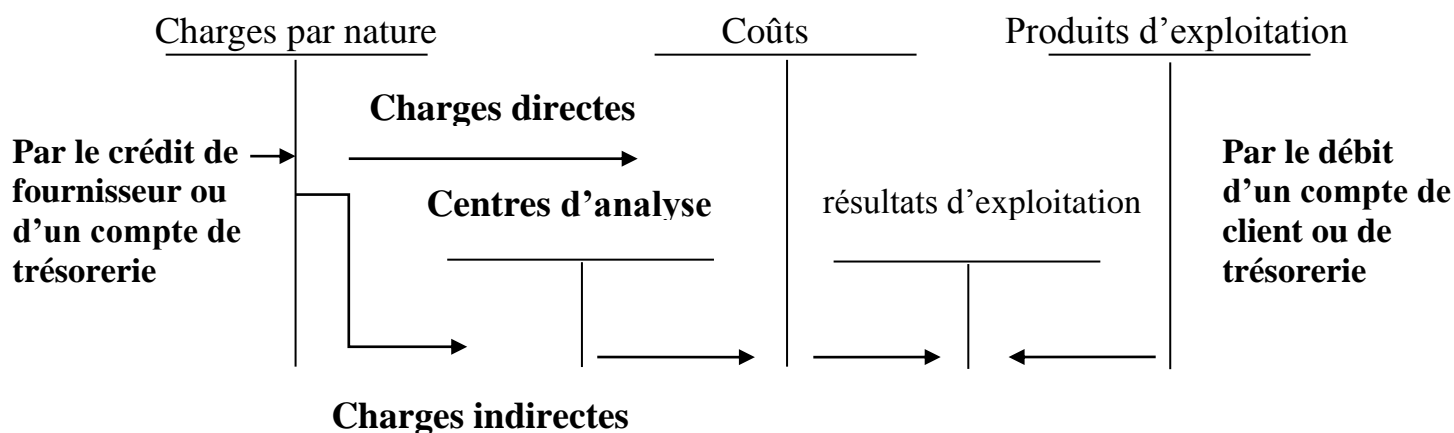 Charges par nature
Coûts
Produits d'exploitation
Charges directes
Par le crédit de
fournisseur ou
d'un compte de
trésorerie
Centres d'analyse
résultats d'exploitation
Par le débit
d'un compte de
client ou de
trésorerie
Charges indirectes